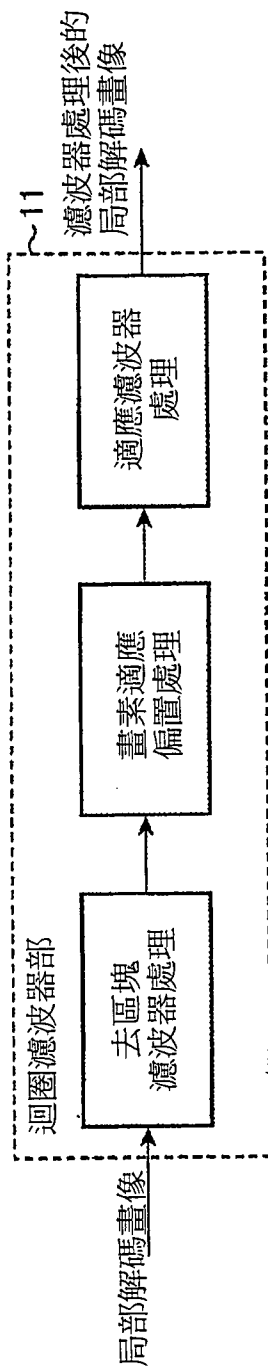 局部解碼畫像
迴圈濾波器部
去區塊
濾波器處理
畫素適應
偏置處理
適應濾波器
處理
~11
濾波器處理後的
局部解碼畫像